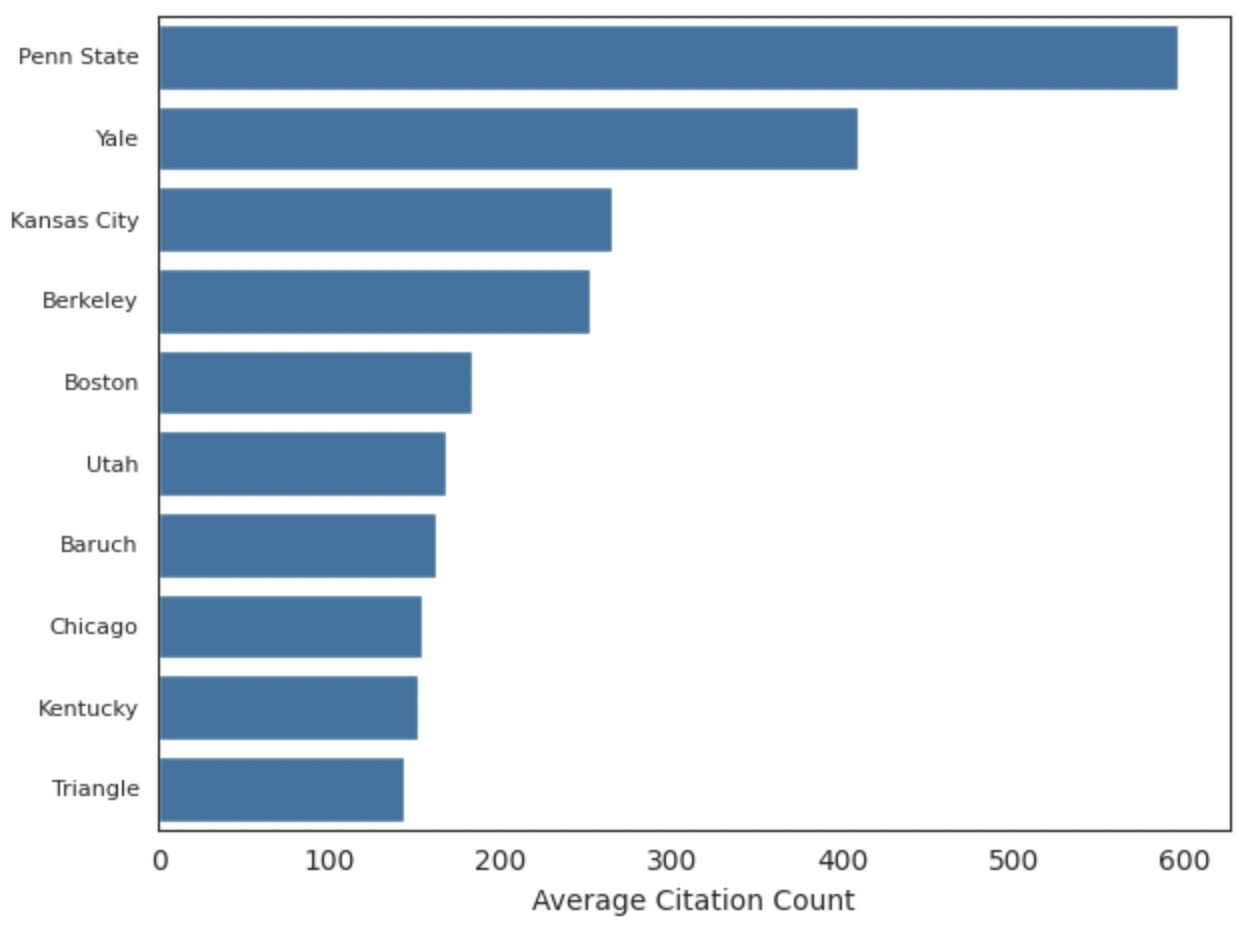 Penn State
Yale
Kansas City
Berkeley
Boston
Utah
Baruch
Chicago
Kentucky
Triangle
0 100 200 300 400 500 600
Average Citation Count